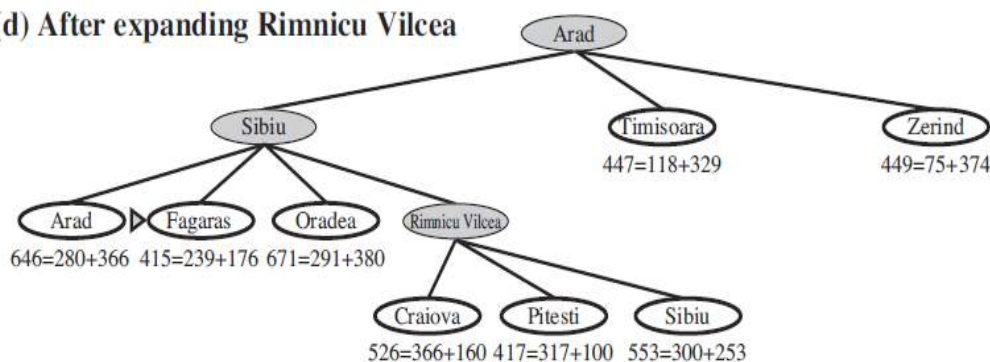 (d) After expanding Rimnicu Vilcea
Arad
Sibiu
Timisoara
Zerind
447=118+329
449=75+374
Arad
Fagaras
Oradea
Rimnicu Vilcea
646=280+366
415=239+176
671=291+380
Craiova
Pitesti
Sibiu
526=366+160
417=317+100
553=300+253